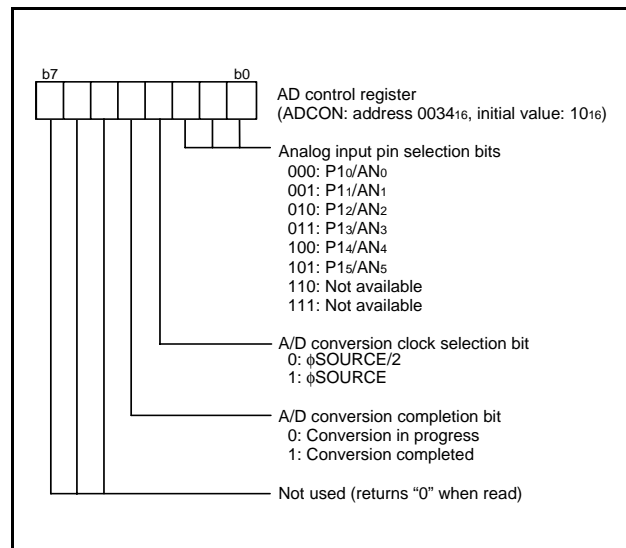 b7 b0
AD control register
(ADCON: address 003416, initial value: 1016)
Analog input pin selection bits
000: P10/AN0
001: P11/AN1
010: P12/AN2
011: P13/AN3
100: P14/AN4
101: P15/AN5
110: Not available
111: Not available
A/D conversion clock selection bit
0: ϕSOURCE/2
1: ϕSOURCE
A/D conversion completion bit
0: Conversion in progress
1: Conversion completed
Not used (returns “0” when read)